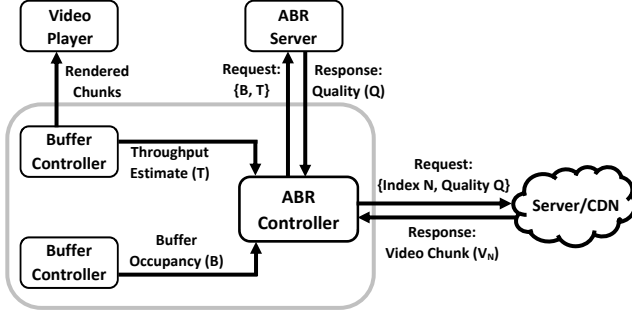 Video
Player
ABR
Server
Rendered
Chunks
Request:
{B, T}
Response:
Quality (Q)
Buffer
Controller
Throughput
Estimate (T)
ABR
Controller
Request:
{Index N, Quality Q}
Server/CDN
Response:
Video Chunk (V_N)
Buffer
Controller
Buffer
Occupancy (B)